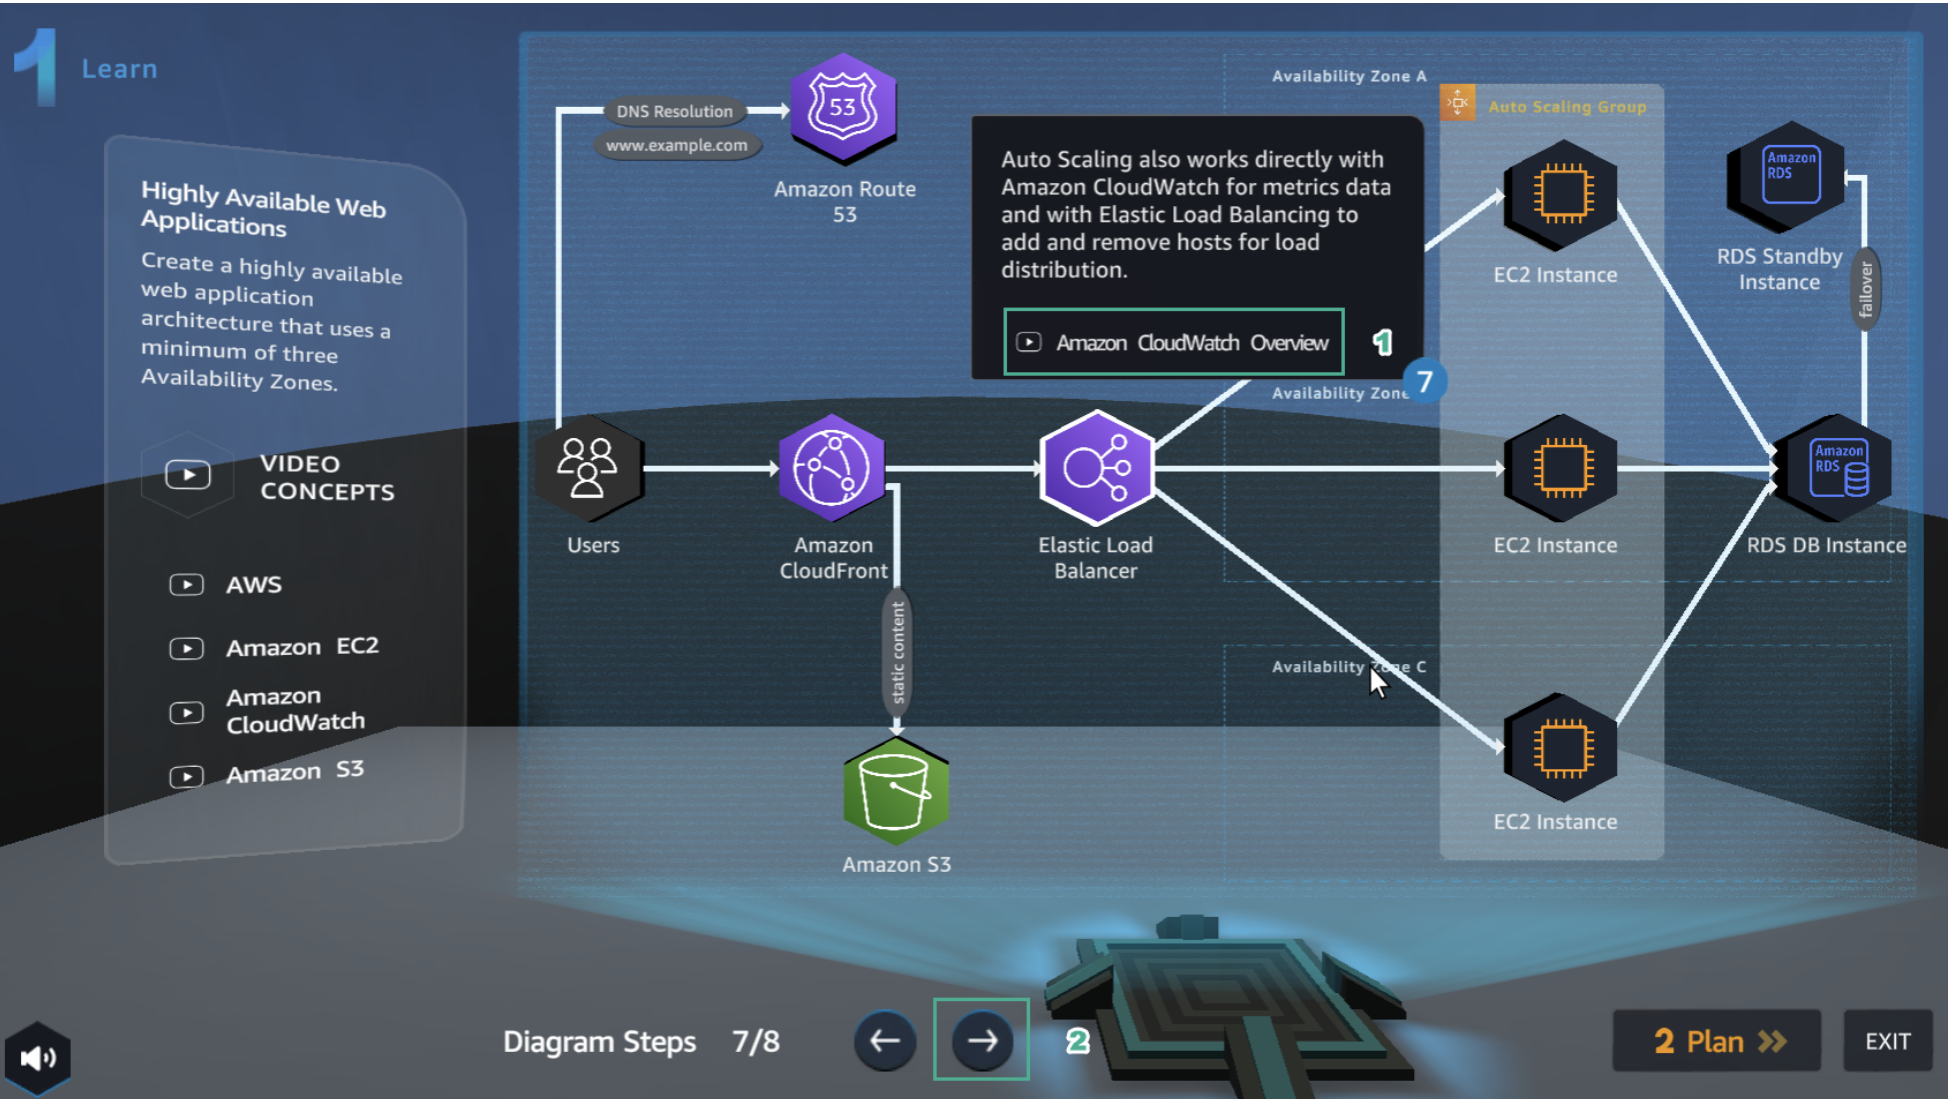 1 Learn
Highly Available Web
Applications
Create a highly available
web application
architecture that uses a
minimum of three
Availability Zones.
VIDEO
CONCEPTS
AWS
Amazon EC2
Amazon
CloudWatch
Amazon S3
DNS Resolution
www.example.com
53
Amazon Route
53
Availability Zone A
Auto Scaling Group
Auto Scaling also works directly with
Amazon CloudWatch for metrics data
and with Elastic Load Balancing to
add and remove hosts for load
distribution.
Amazon CloudWatch Overview
1
7
EC2 Instance
Amazon
RDS
RDS Standby
Instance
failover
Availability Zone
Users
Amazon
CloudFront
Elastic Load
Balancer
EC2 Instance
Amazon
RDS
RDS DB Instance
static content
Availability Zone C
Amazon S3
EC2 Instance
Diagram Steps 7/8
2
2 Plan
EXIT